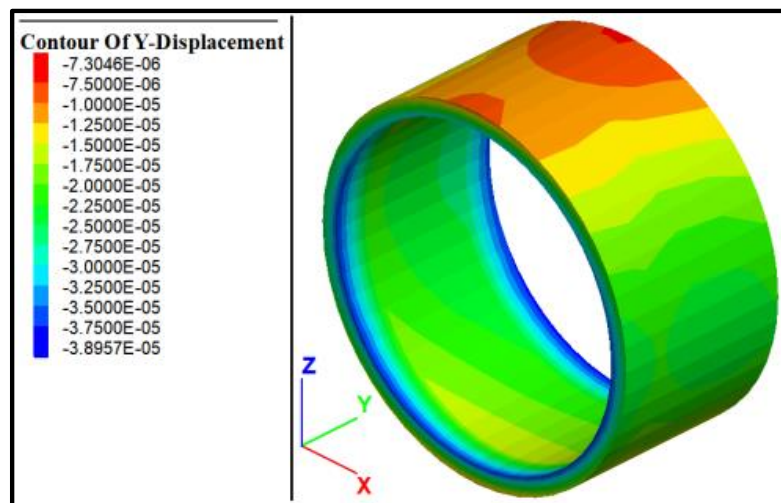 Contour Of Y-Displacement
-7.3046E-06
-7.5000E-06
-1.0000E-05
-1.2500E-05
-1.5000E-05
-1.7500E-05
-2.0000E-05
-2.2500E-05
-2.5000E-05
-2.7500E-05
-3.0000E-05
-3.2500E-05
-3.5000E-05
-3.7500E-05
-3.8957E-05
Z
Y
X